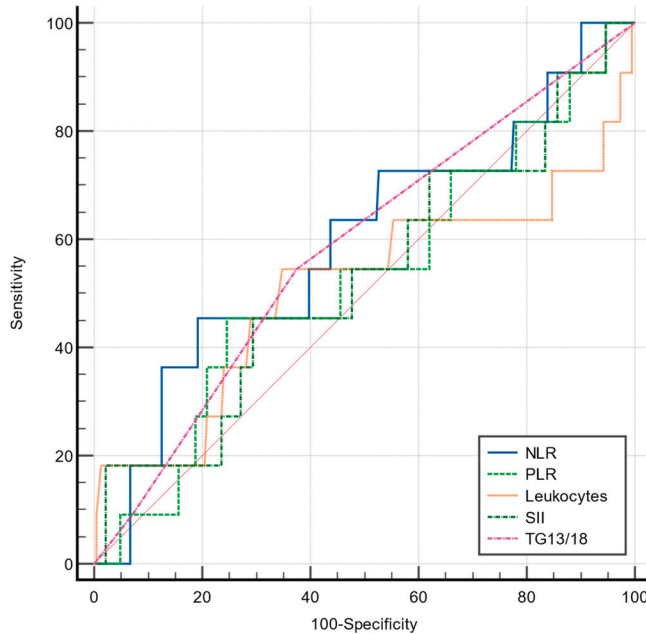 100
80
60
40
20
0
Sensitivity
0 20 40 60 80 100
100-Specificity
NLR
PLR
Leukocytes
SII
TG13/18